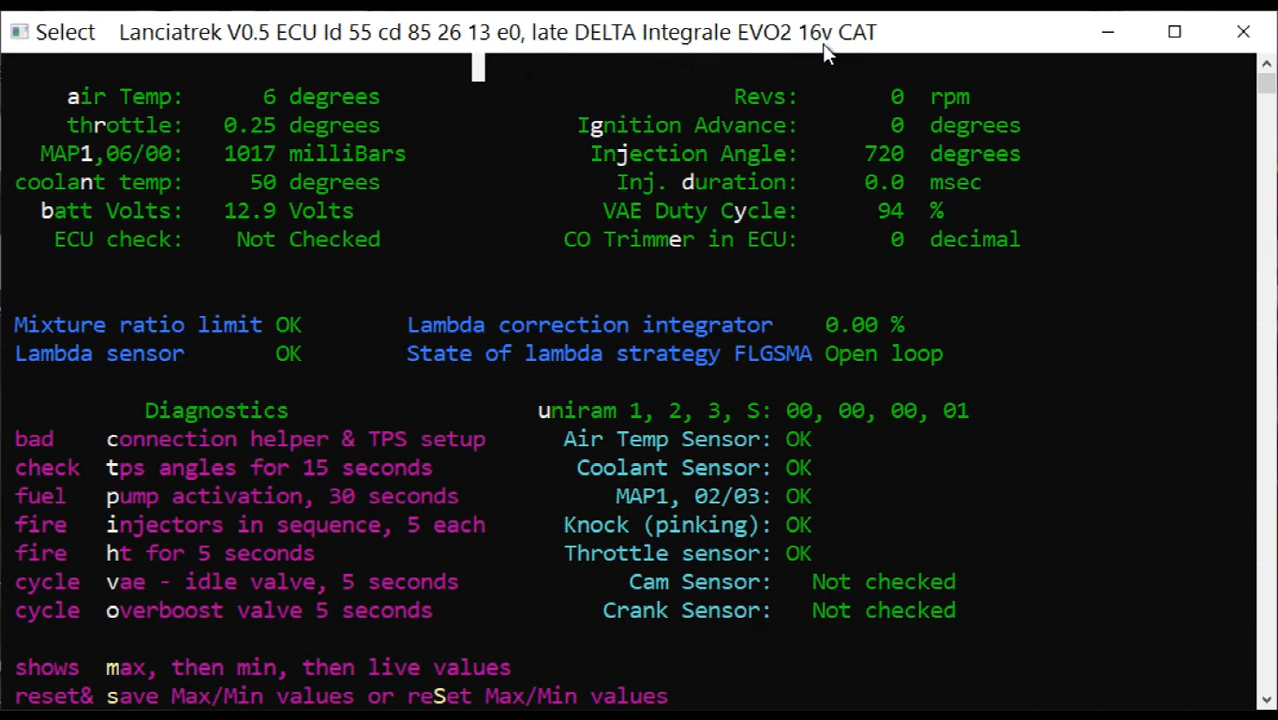 Select Lanciatrek V0.5 ECU Id 55 cd 85 26 13 e0, late DELTA Integrale EVO2 16v CAT
air Temp: 6 degrees Revs: 0 rpm
throttle: 0.25 degrees Ignition Advance: 0 degrees
MAP1,06/00: 1017 milliBars Injection Angle: 720 degrees
coolant temp: 50 degrees Inj. duration: 0.0 msec
batt Volts: 12.9 Volts VAE Duty Cycle: 94 %
ECU check: Not Checked CO Trimmer in ECU: 0 decimal
Mixture ratio limit OK Lambda correction integrator 0.00 %
Lambda sensor OK State of lambda strategy FLGSMA Open loop
Diagnostics uniram 1, 2, 3, S: 00, 00, 00, 01
bad connection helper & TPS setup Air Temp Sensor: OK
check tps angles for 15 seconds Coolant Sensor: OK
fuel pump activation, 30 seconds MAP1, 02/03: OK
fire injectors in sequence, 5 each Knock (pinking): OK
fire ht for 5 seconds Throttle sensor: OK
cycle vae - idle valve, 5 seconds Cam Sensor: Not checked
cycle overboost valve 5 seconds Crank Sensor: Not checked
shows max, then min, then live values
reset& save Max/Min values or reSet Max/Min values